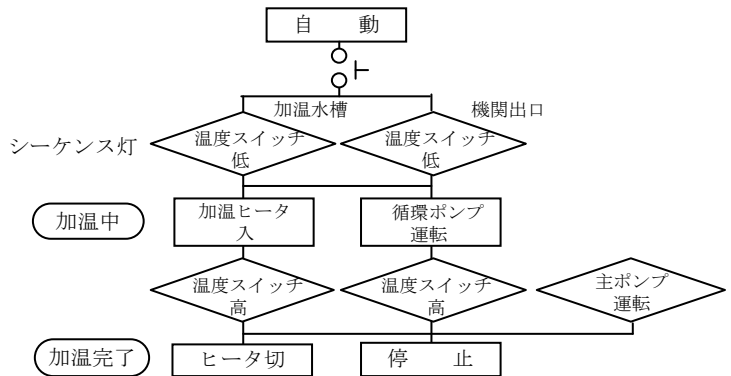 自　動
加温水槽
機関出口
シーケンス灯
温度スイッチ
低
温度スイッチ
低
加温中
加温ヒータ
入
循環ポンプ
運転
温度スイッチ
高
温度スイッチ
高
主ポンプ
運転
加温完了
ヒータ切
停　止